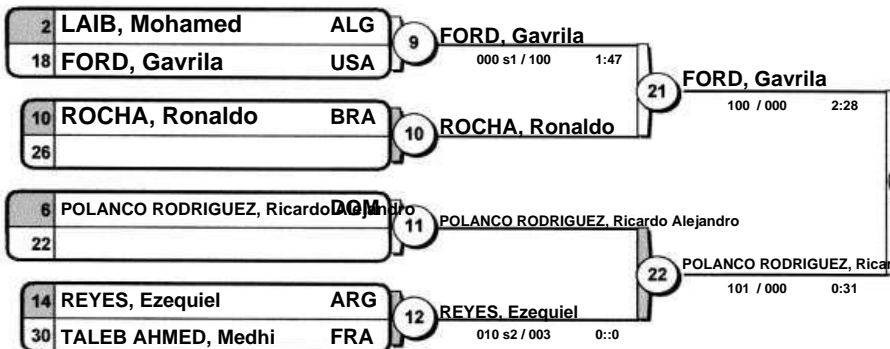 2 LAIB, Mohamed ALG
18 FORD, Gavrila USA
9 FORD, Gavrila
000 s1 / 100 1:47
10 ROCHA, Ronaldo BRA
26
10 ROCHA, Ronaldo
21 FORD, Gavrila
100 / 000 2:28
6 POLANCO RODRIGUEZ, Ricardo Alejandro DOM
22
11 POLANCO RODRIGUEZ, Ricardo Alejandro
14 REYES, Ezequiel ARG
30 TALEB AHMED, Medhi FRA
12 REYES, Ezequiel
010 s2 / 003 0::0
22 POLANCO RODRIGUEZ, Ricar
101 / 000 0:31